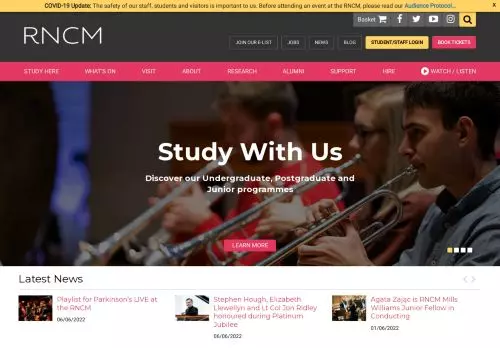 COVID-19 Update: The safety of our staff, students and visitors is important to us. Before attending an event at the RNCM, please read our Audience Protocol...
x
Basket
RNCM
JOIN OUR E-LIST
JOBS
NEWS
BLOG
STUDENT/STAFF LOGIN
BOOK TICKETS
STUDY HERE
WHAT'S ON
VISIT
ABOUT
RESEARCH
ALUMNI
SUPPORT
HIRE
WATCH / LISTEN
Study With Us
Discover our Undergraduate, Postgraduate and
Junior programmes
LEARN MORE
Latest News
Playlist for Parkinson's LIVE at
the RNCM
06/06/2022
Stephen Hough, Elizabeth
Llewellyn and Lt Col Jon Ridley
honoured during Platinum
Jubilee
06/06/2022
Agata Zając is RNCM Mills
Williams Junior Fellow in
Conducting
01/06/2022